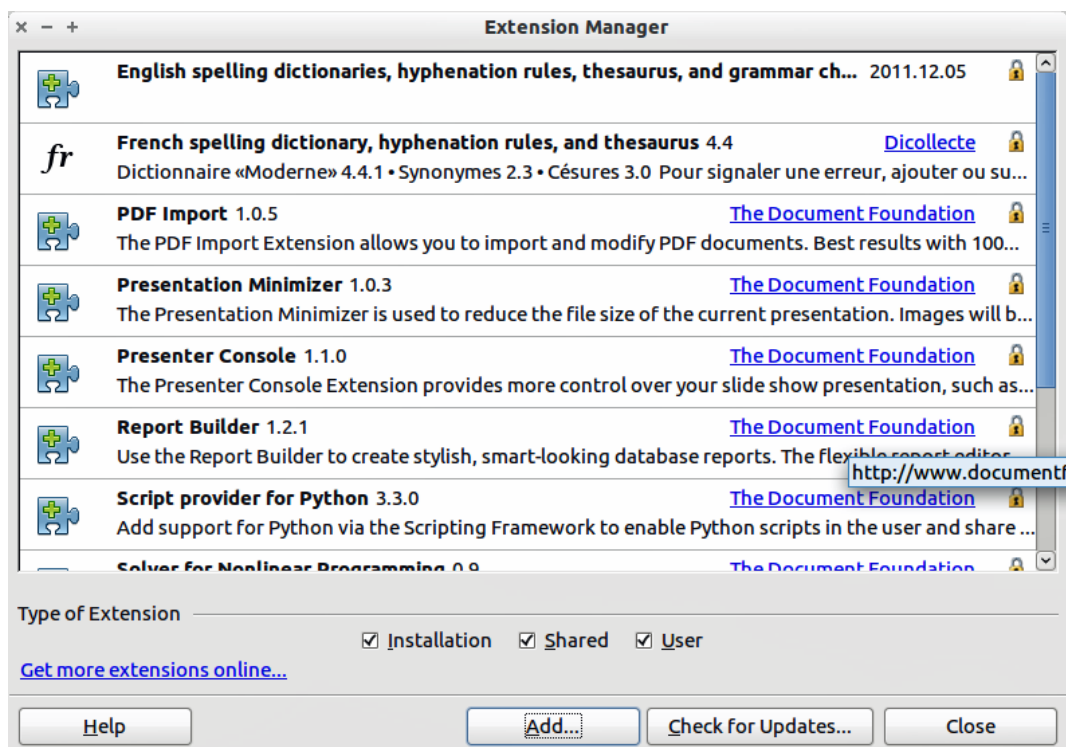 Extension Manager
English spelling dictionaries, hyphenation rules, thesaurus, and grammar ch... 2011.12.05
fr
French spelling dictionary, hyphenation rules, and thesaurus 4.4 Dicollecte
Dictionnaire «Moderne» 4.4.1 • Synonymes 2.3 • Césures 3.0 Pour signaler une erreur, ajouter ou su...
PDF Import 1.0.5 The Document Foundation
The PDF Import Extension allows you to import and modify PDF documents. Best results with 100...
Presentation Minimizer 1.0.3 The Document Foundation
The Presentation Minimizer is used to reduce the file size of the current presentation. Images will b...
Presenter Console 1.1.0 The Document Foundation
The Presenter Console Extension provides more control over your slide show presentation, such as...
Report Builder 1.2.1 The Document Foundation
Use the Report Builder to create stylish, smart-looking database reports. The flexible report editor
http://www.documentf
Script provider for Python 3.3.0 The Document Foundation
Add support for Python via the Scripting Framework to enable Python scripts in the user and share ...
Solver for Nonlinear Programming 0.9 The Document Foundation
Type of Extension
Installation Shared User
Get more extensions online...
Help Add... Check for Updates... Close